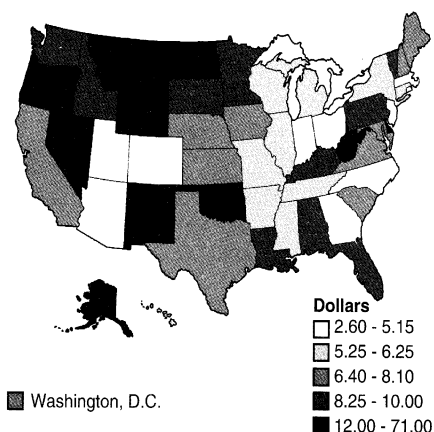 Dollars
2.60 - 5.15
5.25 - 6.25
6.40 - 8.10
Washington, D.C.
8.25 - 10.00
12.00 - 71.00